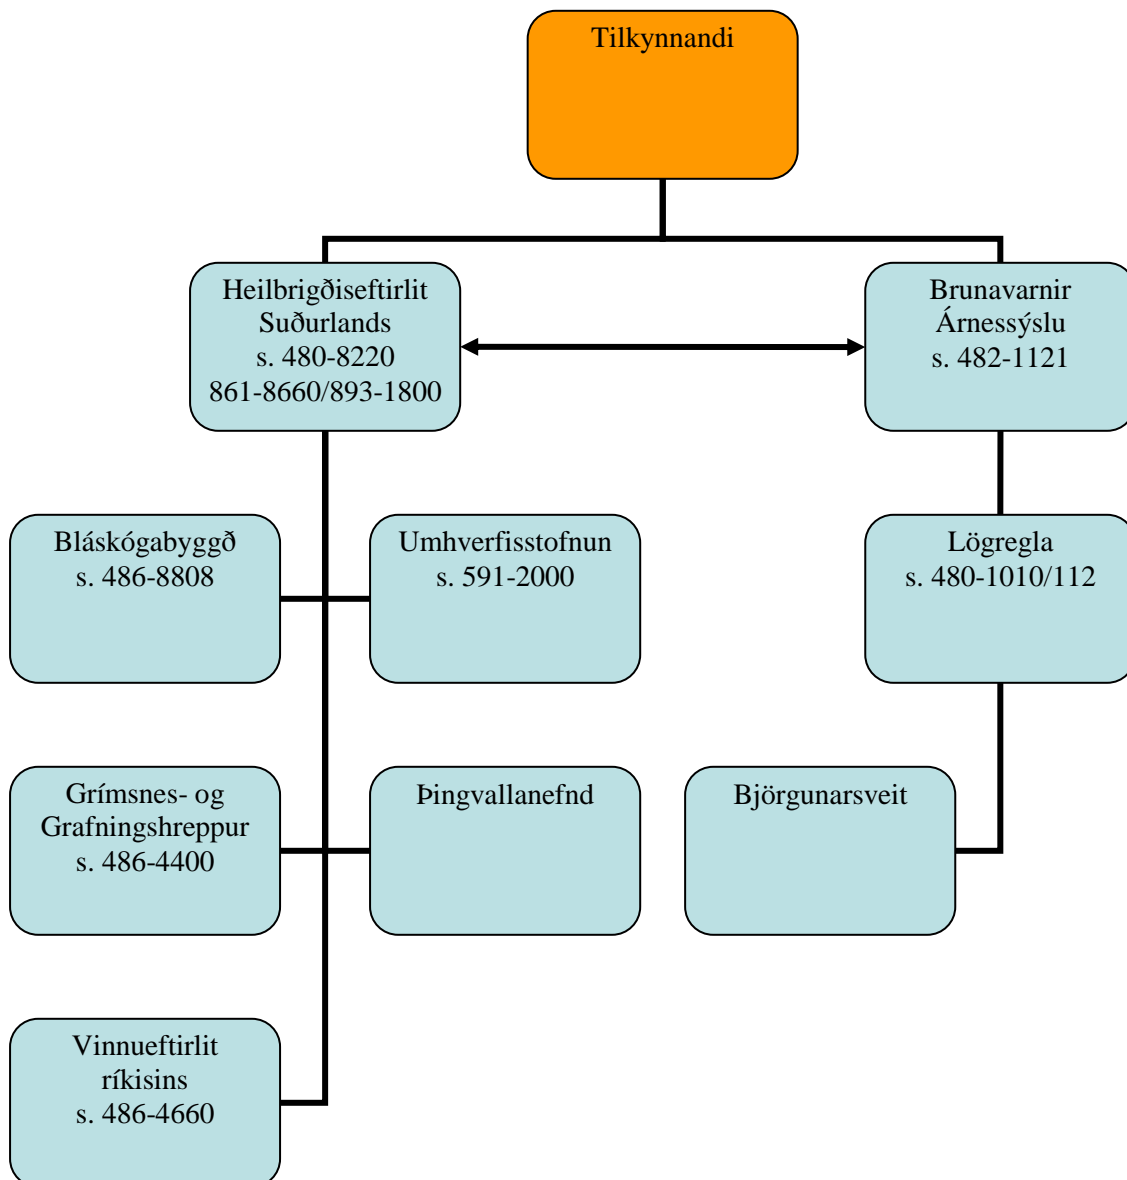 Tilkynnandi
Heilbrigðiseftirlit
Suðurlands
s. 480-8220
861-8660/893-1800
Brunavarnir
Árnessýslu
s. 482-1121
Bláskógabyggð
s. 486-8808
Umhverfisstofnun
s. 591-2000
Lögregla
s. 480-1010/112
Grímsnes- og
Grafningshreppur
s. 486-4400
Þingvallanefnd
Björgunarsveit
Vinnueftirlit
ríkisins
s. 486-4660